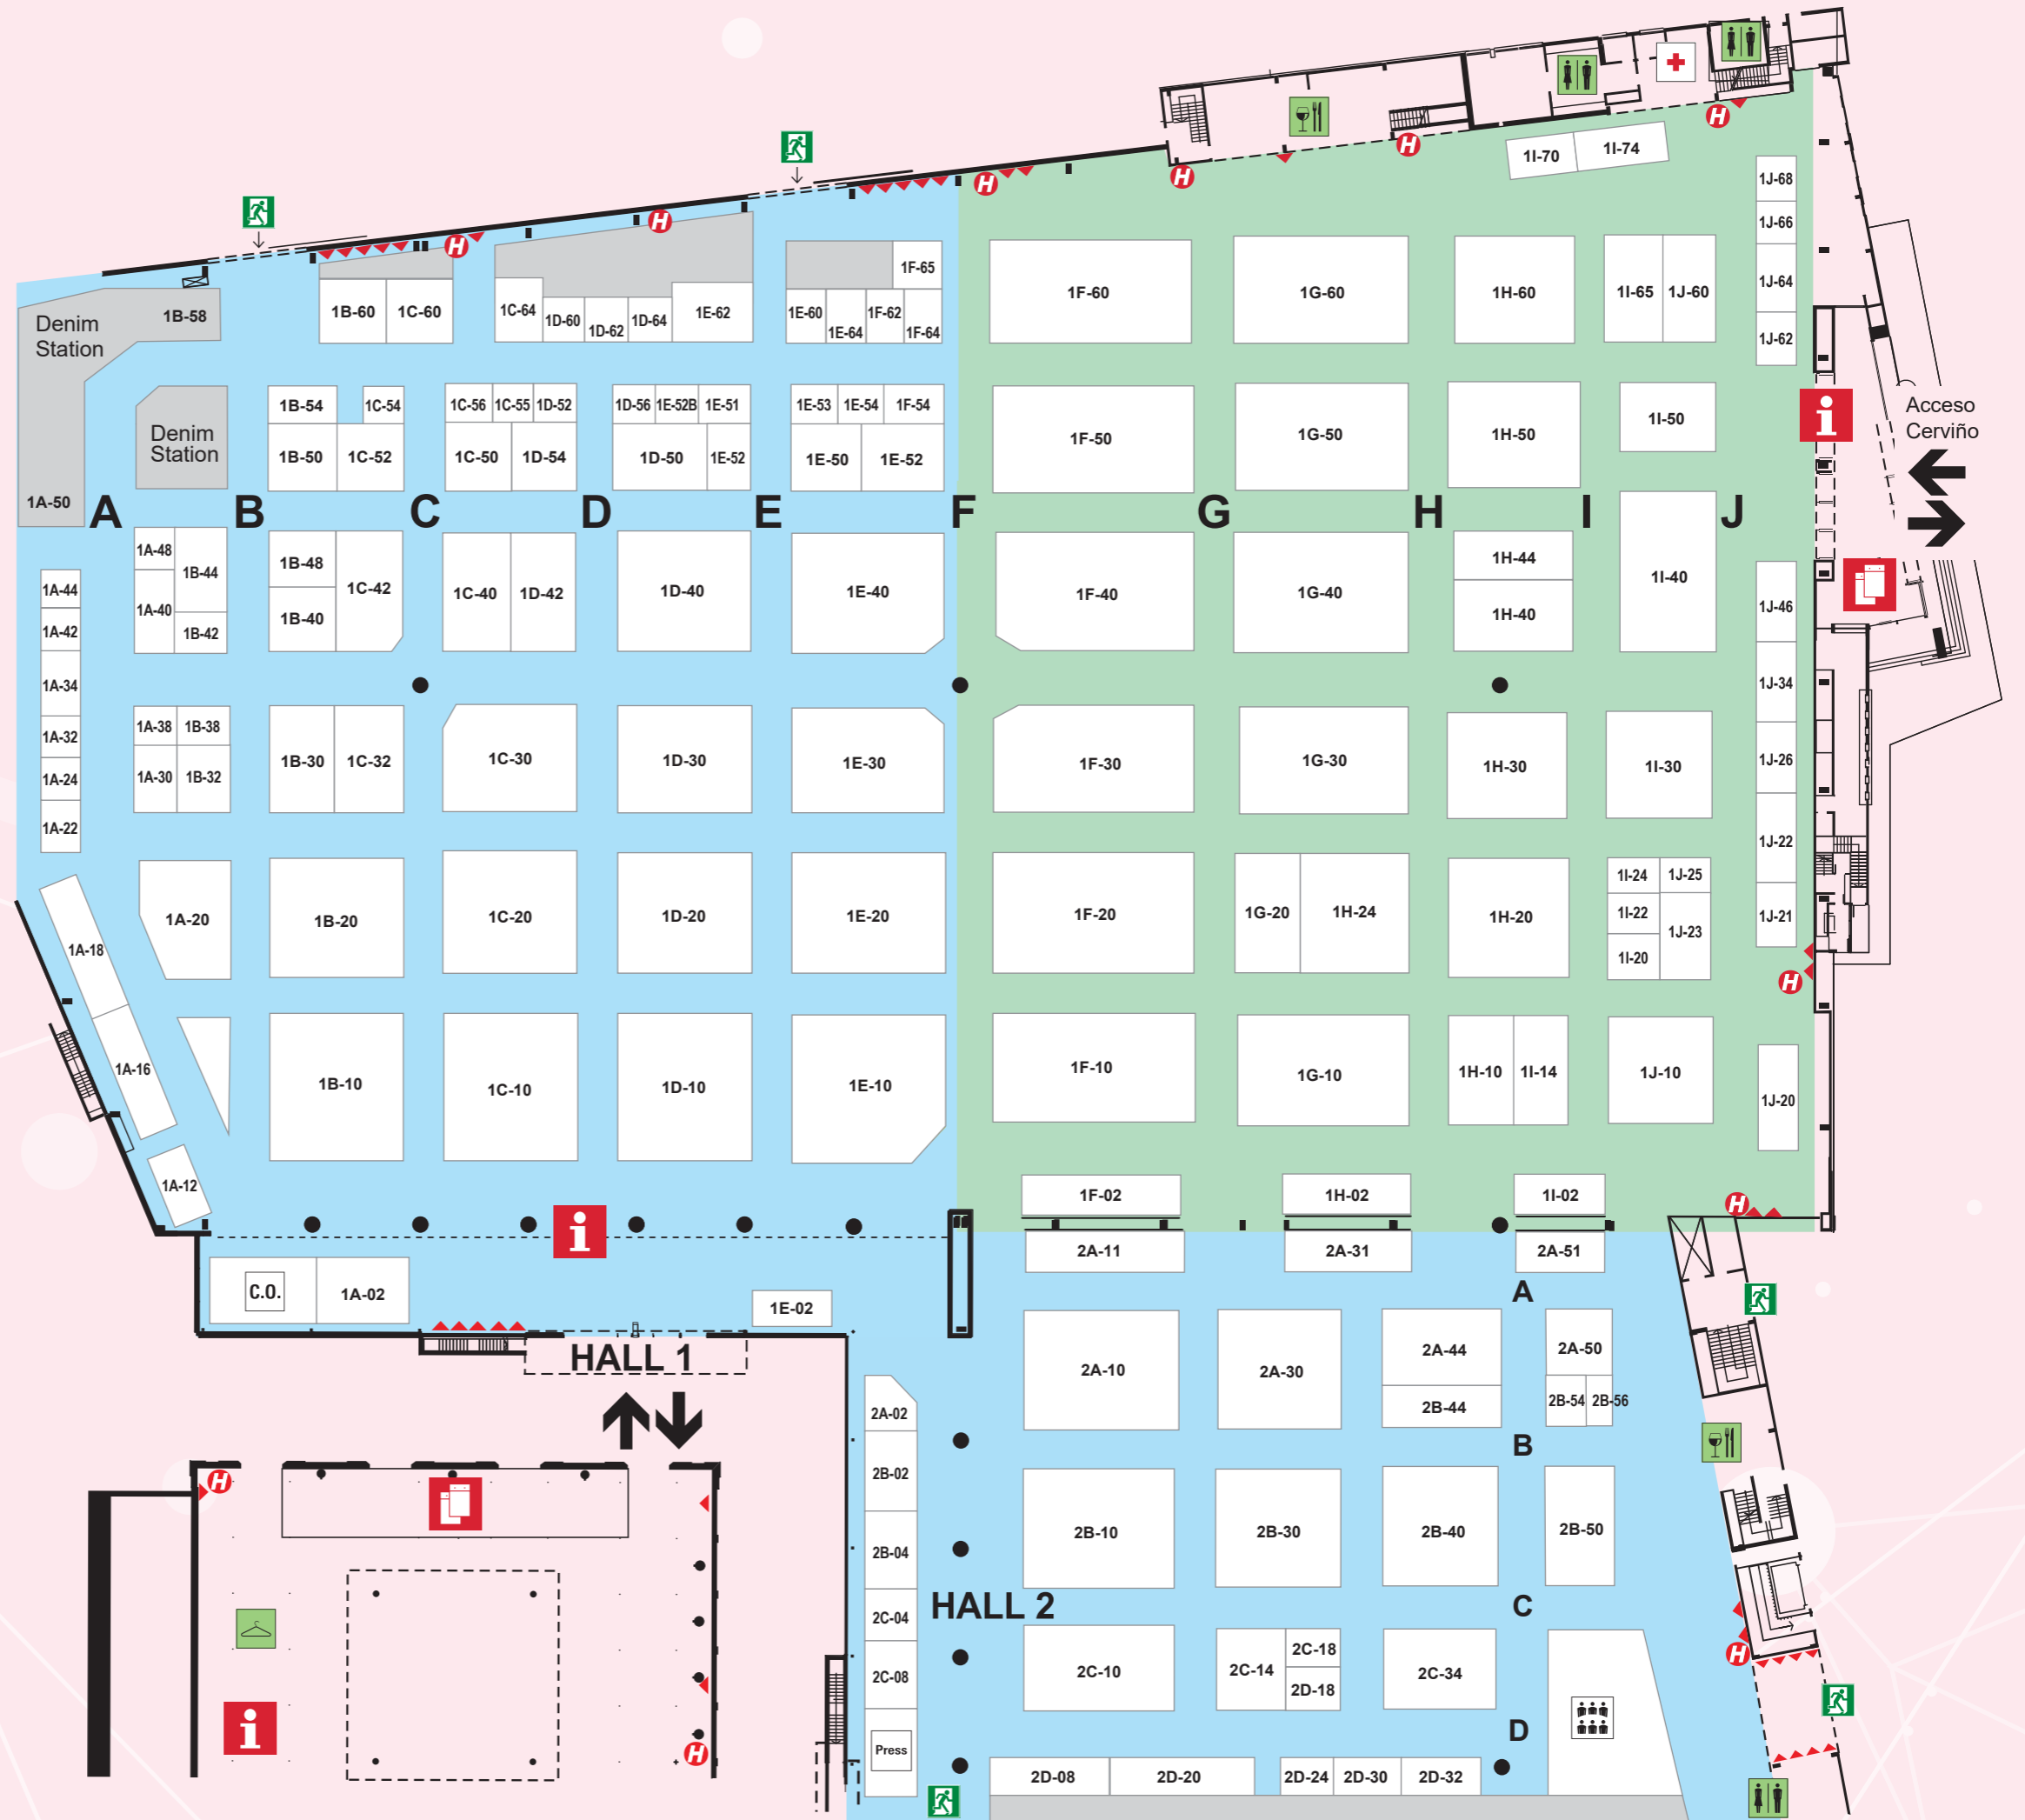 1I-70
1I-74
1J-68
1J-66
1J-64
1J-62
1F-65
1B-58
Denim
Station
1B-60
1C-60
1C-64
1D-60
1D-62
1D-64
1E-62
1E-60
1E-64
1F-62
1F-64
1F-60
1G-60
1H-60
1I-65
1J-60
Denim
Station
1A-50
1B-54
1C-54
1B-50
1C-52
1C-56
1C-55
1D-52
1C-50
1D-54
1D-56
1E-52B
1E-51
1D-50
1E-52
1E-53
1E-54
1F-54
1E-50
1E-52
1F-50
1G-50
1H-50
1I-50
Acceso
Cerviño
A
B
C
D
E
F
G
H
I
J
1A-44
1A-42
1A-34
1A-32
1A-24
1A-22
1A-48
1B-44
1A-40
1B-42
1B-48
1B-40
1C-42
1C-40
1D-42
1D-40
1E-40
1F-40
1G-40
1H-44
1H-40
1I-40
1J-46
1J-34
1J-26
1J-22
1J-21
1A-38
1B-38
1A-30
1B-32
1B-30
1C-32
1C-30
1D-30
1E-30
1F-30
1G-30
1H-30
1I-30
1A-18
1A-16
1A-12
1A-20
1B-20
1C-20
1D-20
1E-20
1F-20
1G-20
1H-24
1H-20
1I-24
1J-25
1I-22
1J-23
1I-20
1B-10
1C-10
1D-10
1E-10
1F-10
1G-10
1H-10
1I-14
1J-10
1J-20
1F-02
1H-02
1I-02
2A-11
2A-31
2A-51
C.O.
1A-02
1E-02
HALL 1
A
2A-10
2A-30
2A-44
2B-44
2A-50
2B-54
2B-56
B
2A-02
2B-02
2B-04
2C-04
2C-08
Press
2B-10
2B-30
2B-40
2B-50
HALL 2
C
2C-10
2C-14
2C-18
2D-18
2C-34
D
2D-08
2D-20
2D-24
2D-30
2D-32
H
H
H
H
H
H
H
H
H
H
H
i
i
i